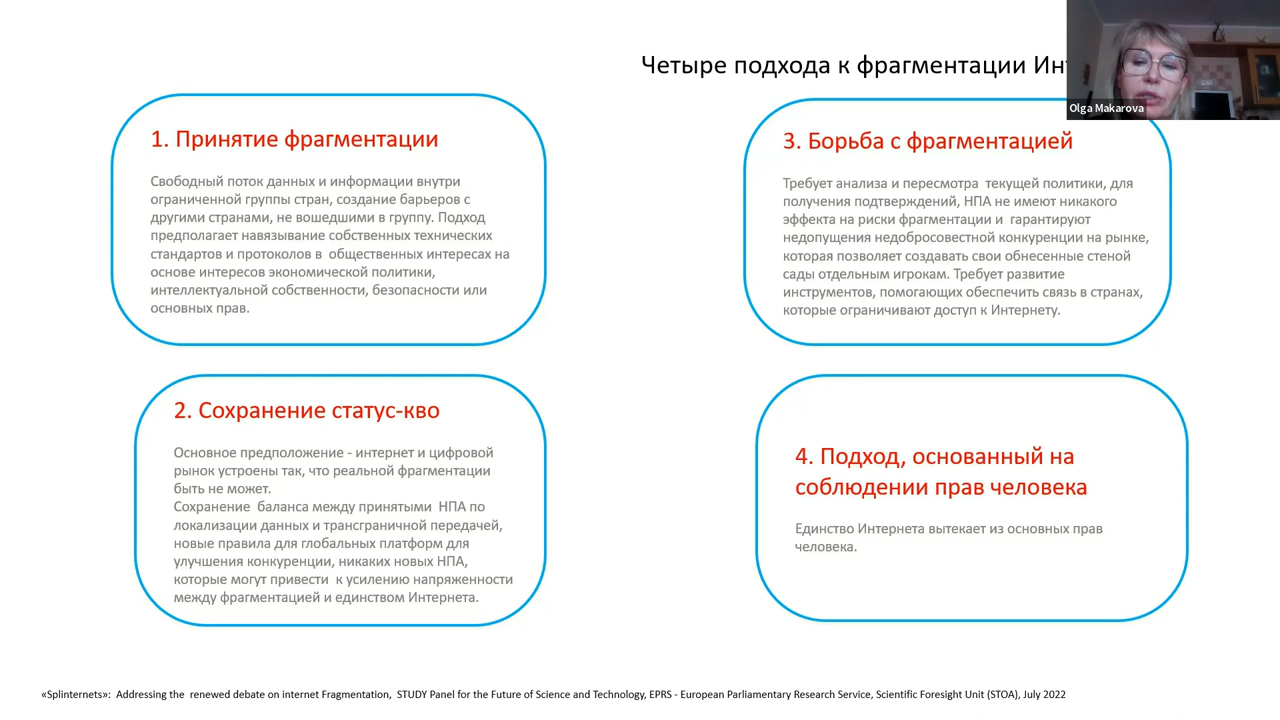 Четыре подхода к фрагментации
Olga Makarova
1. Принятие фрагментации
Свободный поток данных и информации внутри
ограниченной группы стран, создание барьеров с
другими странами, не вошедшими в группу. Подход
предполагает навязывание собственных технических
стандартов и протоколов в общественных интересах на
основе интересов экономической политики,
интеллектуальной собственности, безопасности или
основных прав.
2. Сохранение статус-кво
Основное предположение - интернет и цифровой
рынок устроены так, что реальной фрагментации
быть не может.
Сохранение баланса между принятыми НПА по
локализации данных и трансграничной передачей,
новые правила для глобальных платформ для
улучшения конкуренции, никаких новых НПА,
которые могут привести к усилению напряженности
между фрагментацией и единством Интернета.
3. Борьба с фрагментацией
Требует анализа и пересмотра текущей политики, для
получения подтверждений, НПА не имеют никакого
эффекта на риски фрагментации и гарантируют
недопущения недобросовестной конкуренции на рынке,
которая позволяет создавать свои обнесенные стеной
сады отдельным игрокам. Требует развитие
инструментов, помогающих обеспечить связь в странах,
которые ограничивают доступ к Интернету.
4. Подход, основанный на
соблюдении прав человека
Единство Интернета вытекает из основных прав
человека.
«Splinternets»: Addressing the renewed debate on internet Fragmentation, STUDY Panel for the Future of Science and Technology, EPRS - European Parliamentary Research Service, Scientific Foresight Unit (STOA), July 2022